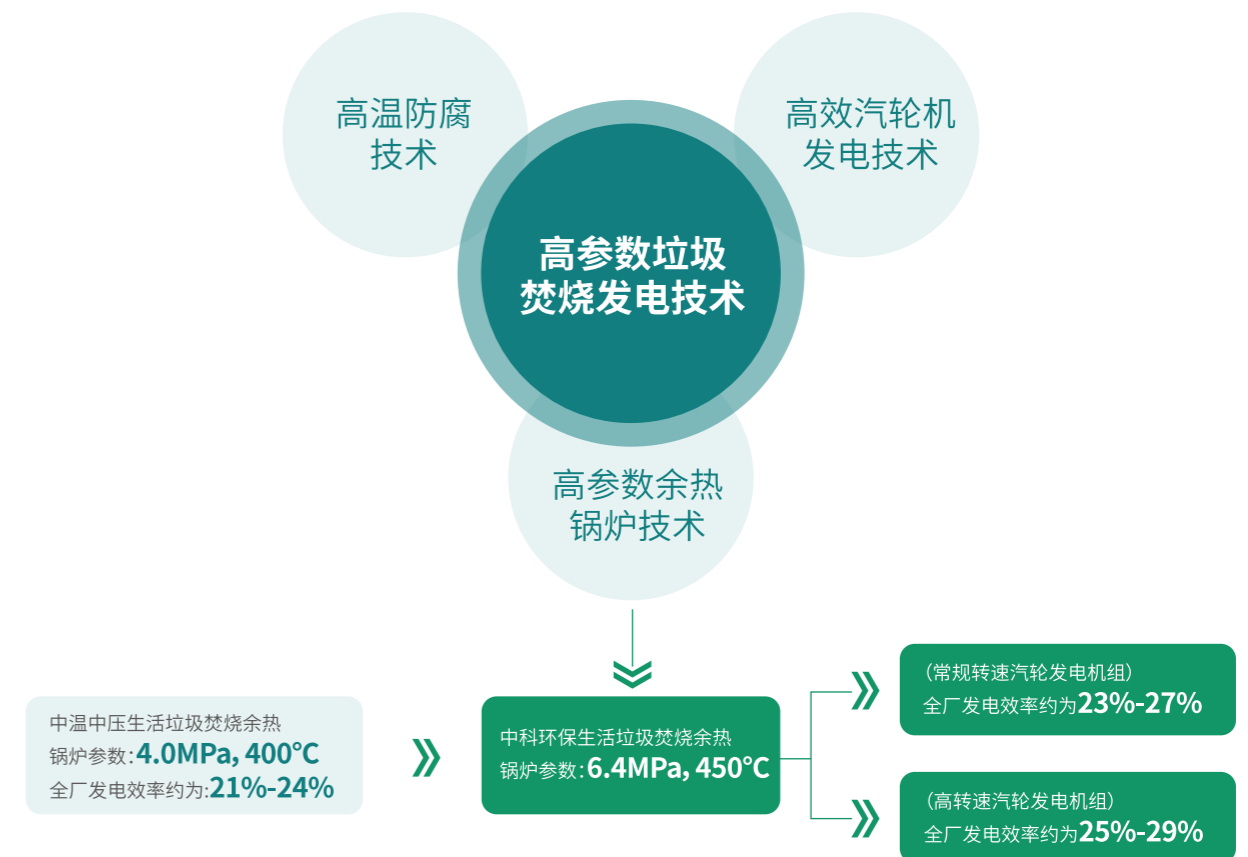 高温防腐
技术
高效汽轮机
发电技术
高参数垃圾
焚烧发电技术
高参数余热
锅炉技术
中温中压生活垃圾焚烧余热
锅炉参数:4.0MPa，400°C
全厂发电效率约为:21%-24%
中科环保生活垃圾焚烧余热
锅炉参数:6.4MPa，450°C
（常规转速汽轮发电机组）
全厂发电效率约为23%-27%
（高转速汽轮发电机组）
全厂发电效率约为25%-29%